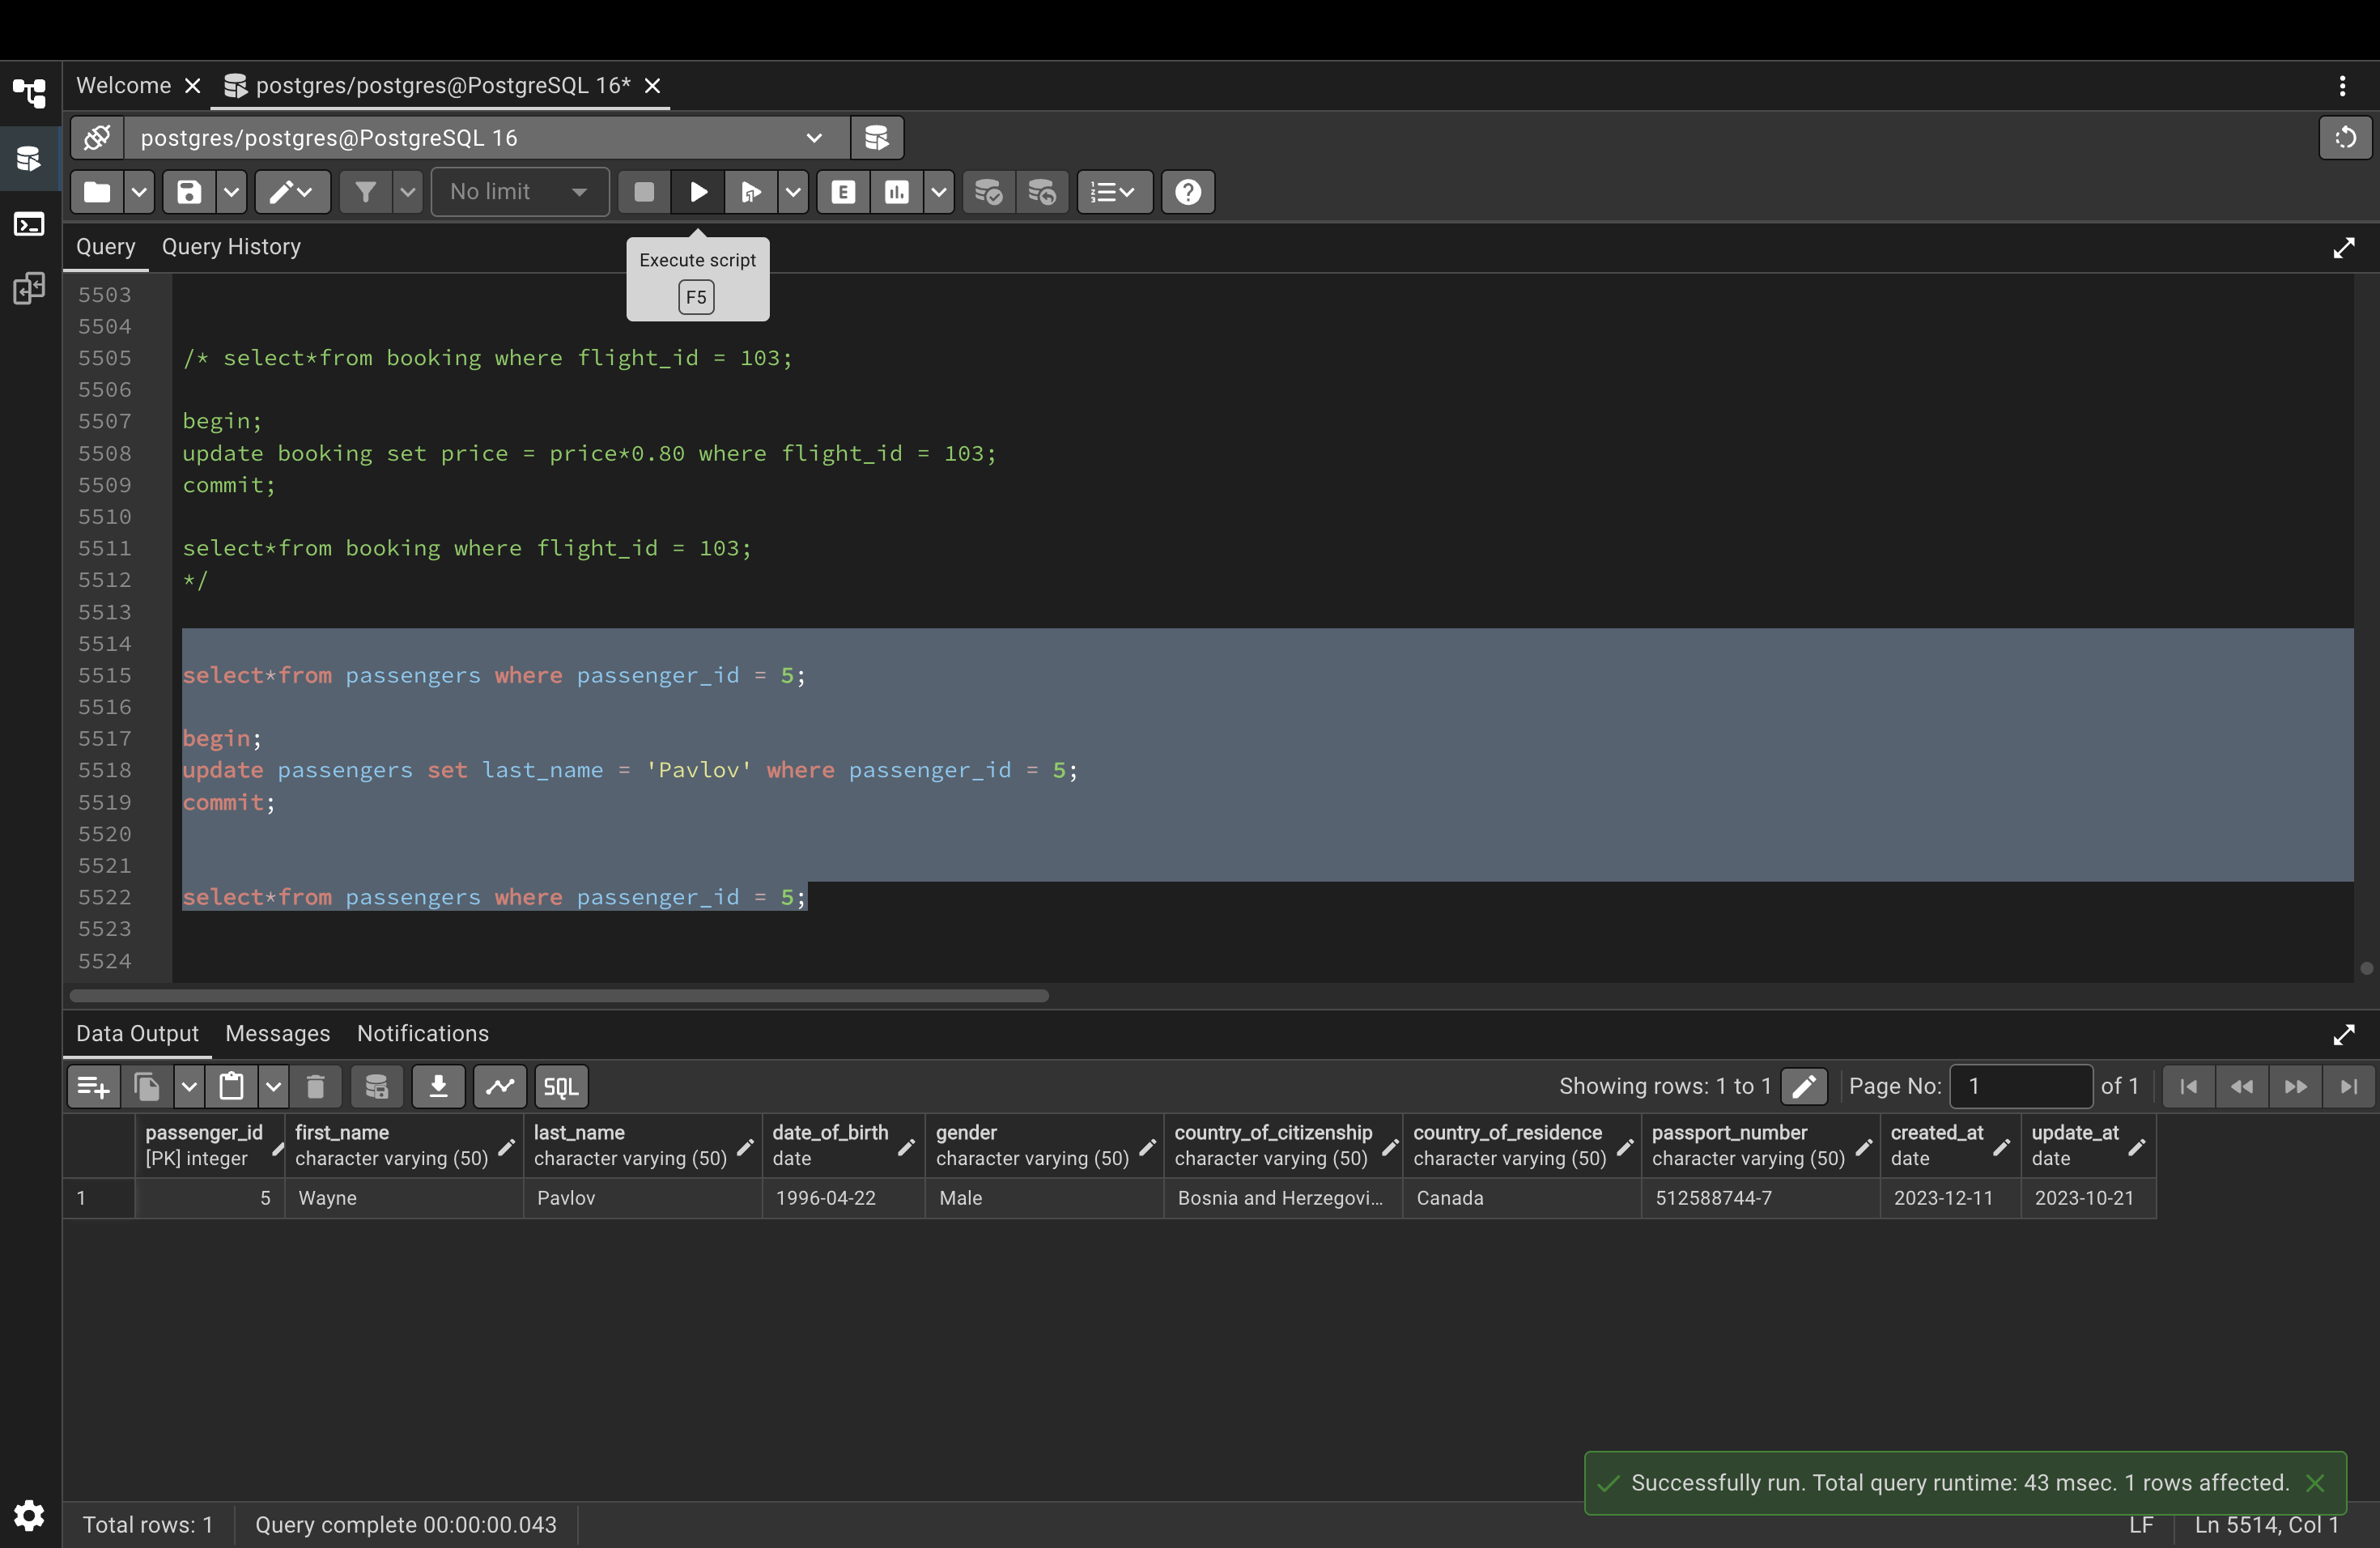 Welcome
postgres/postgres@PostgreSQL 16*
postgres/postgres@PostgreSQL 16
No limit
E
Query
Query History
Execute script
F5
5503
5504
5505 /* select*from booking where flight_id = 103;
5506
5507 begin;
5508 update booking set price = price*0.80 where flight_id = 103;
5509 commit;
5510
5511 select*from booking where flight_id = 103;
5512 */
5513
5514
5515 select*from passengers where passenger_id = 5;
5516
5517 begin;
5518 update passengers set last_name = 'Pavlov' where passenger_id = 5;
5519 commit;
5520
5521
5522 select*from passengers where passenger_id = 5;
5523
5524
Data Output Messages Notifications
SQL
Showing rows: 1 to 1
Page No: 1 of 1
passenger_id first_name last_name date_of_birth gender country_of_citizenship country_of_residence passport_number created_at update_at
[PK] integer character varying (50) character varying (50) date character varying (50) character varying (50) character varying (50) character varying (50) date date
1 5 Wayne Pavlov 1996-04-22 Male Bosnia and Herzegovi... Canada 512588744-7 2023-12-11 2023-10-21
Successfully run. Total query runtime: 43 msec. 1 rows affected.
Total rows: 1
Query complete 00:00:00.043
LF
Ln 5514, Col 1